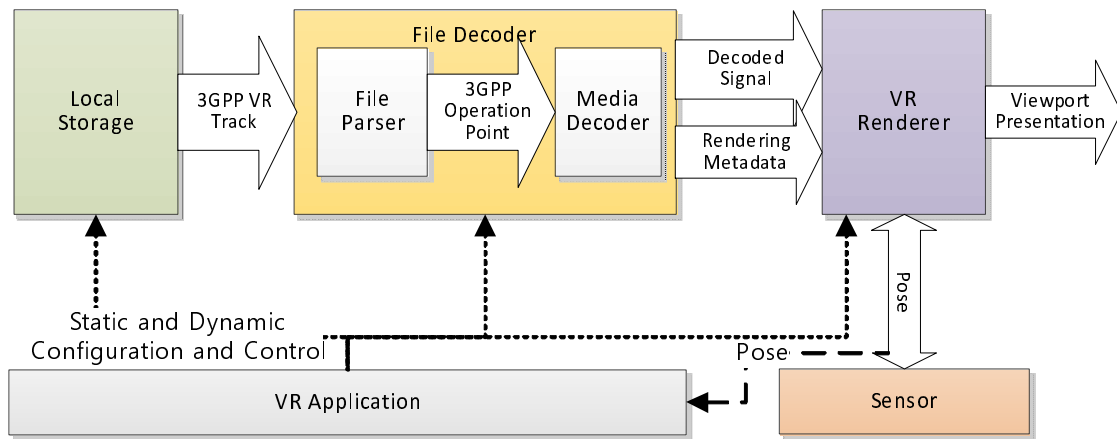 File Decoder
Local
Storage
3GPP VR
Track
File
Parser
3GPP
Operation
Point
Media
Decoder
Decoded
Signal
Rendering
Metadata
VR
Renderer
Viewport
Presentation
Pose
Static and Dynamic
Configuration and Control
Pose
VR Application
Sensor